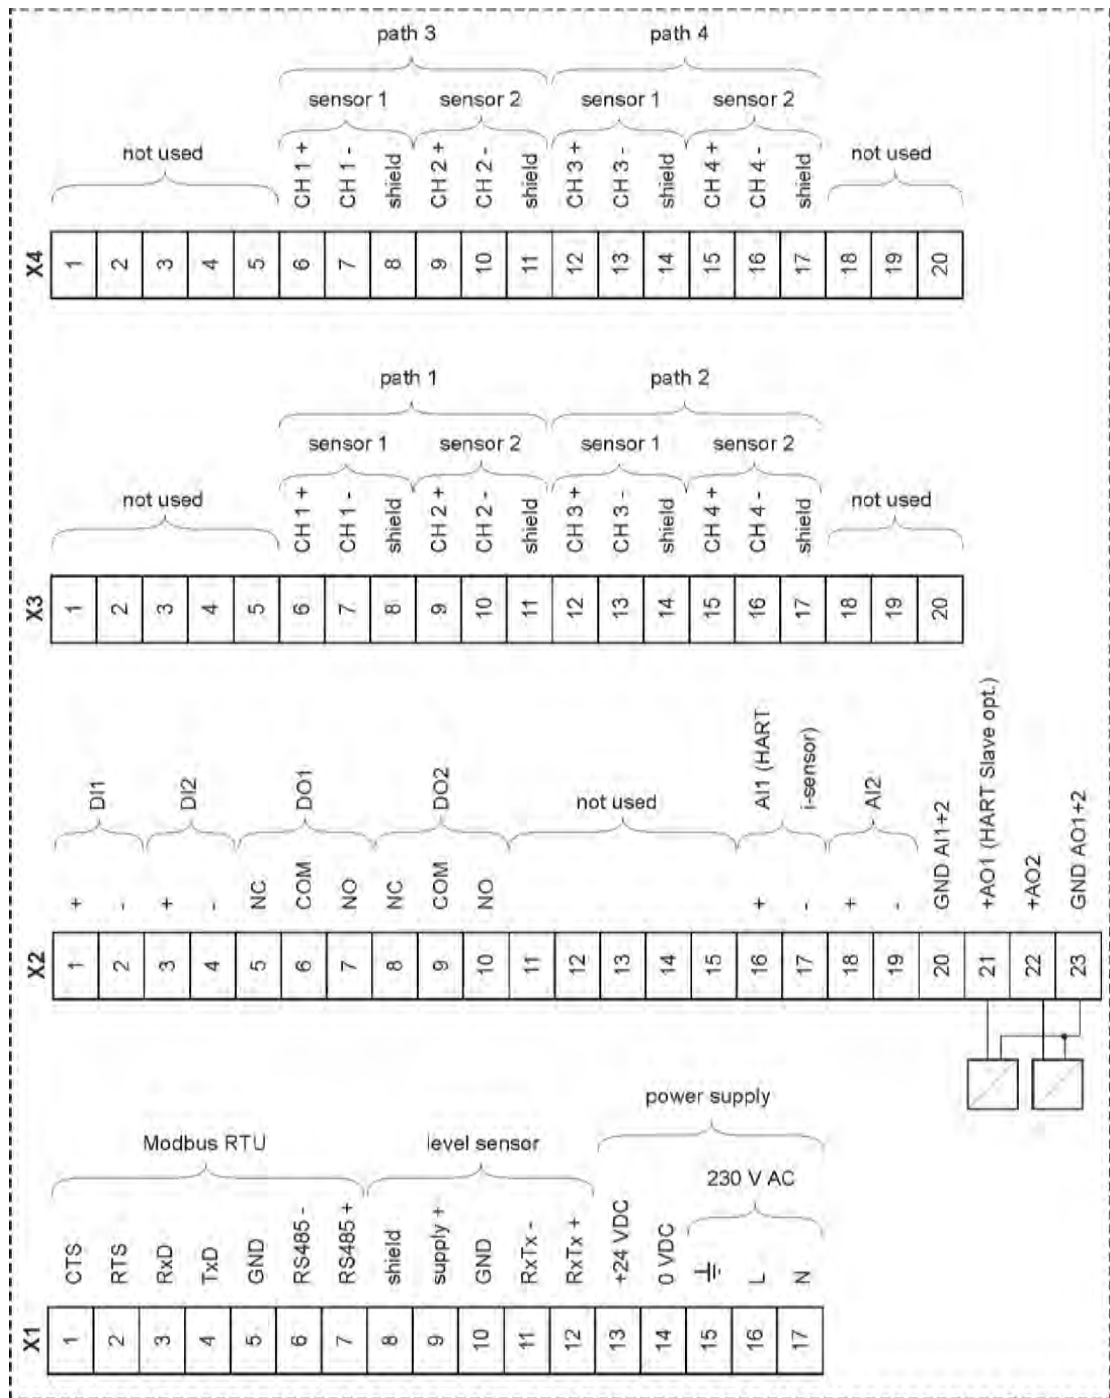 path 3 path 4
sensor 1 sensor 2 sensor 1 sensor 2
not used CH 1 + CH 1 - shield CH 2 + CH 2 - shield CH 3 + CH 3 - shield CH 4 + CH 4 - shield not used
X4 1 2 3 4 5 6 7 8 9 10 11 12 13 14 15 16 17 18 19 20
path 1 path 2
sensor 1 sensor 2 sensor 1 sensor 2
not used CH 1 + CH 1 - shield CH 2 + CH 2 - shield CH 3 + CH 3 - shield CH 4 + CH 4 - shield not used
X3 1 2 3 4 5 6 7 8 9 10 11 12 13 14 15 16 17 18 19 20
DI1 DI2 DO1 DO2 not used AI1 (HART i-sensor) AI2
+ - + - NC COM NO NC COM NO + - + - GND AI1+2 +AO1 (HART Slave opt.) +AO2 GND AO1+2
X2 1 2 3 4 5 6 7 8 9 10 11 12 13 14 15 16 17 18 19 20 21 22 23
power supply
Modbus RTU level sensor
230 V AC
CTS RTS RxD TxD GND RS485 - RS485 + shield supply + GND RxTx - RxTx + +24 VDC 0 VDC L N
X1 1 2 3 4 5 6 7 8 9 10 11 12 13 14 15 16 17